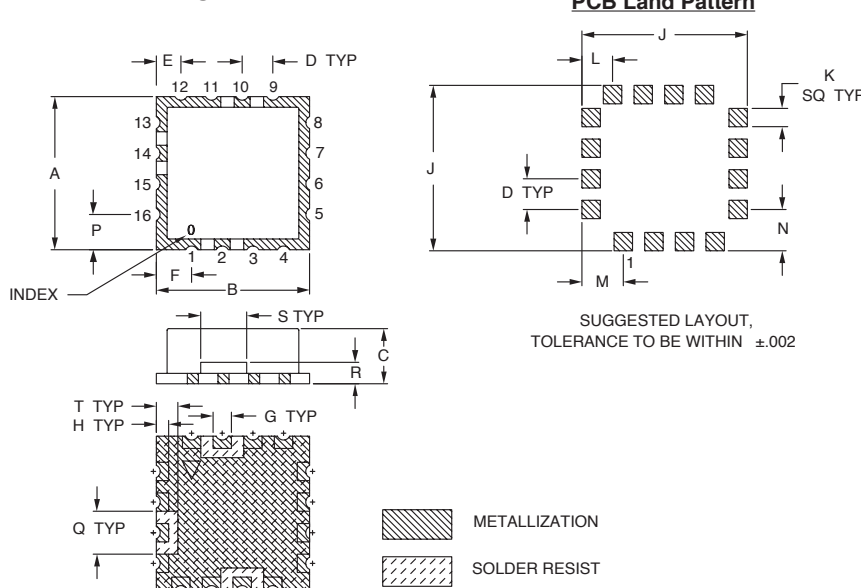 PCB Land Pattern
E
D TYP
12 11 10 9
13
14
15
16
8
7
6
5
A
P
0
1 2 3 4
F
B
INDEX
S TYP
C
R
T TYP
H TYP
G TYP
Q TYP
J
L
K
SQ TYP
J
D TYP
N
M
1
SUGGESTED LAYOUT,
TOLERANCE TO BE WITHIN ±.002
METALLIZATION
SOLDER RESIST